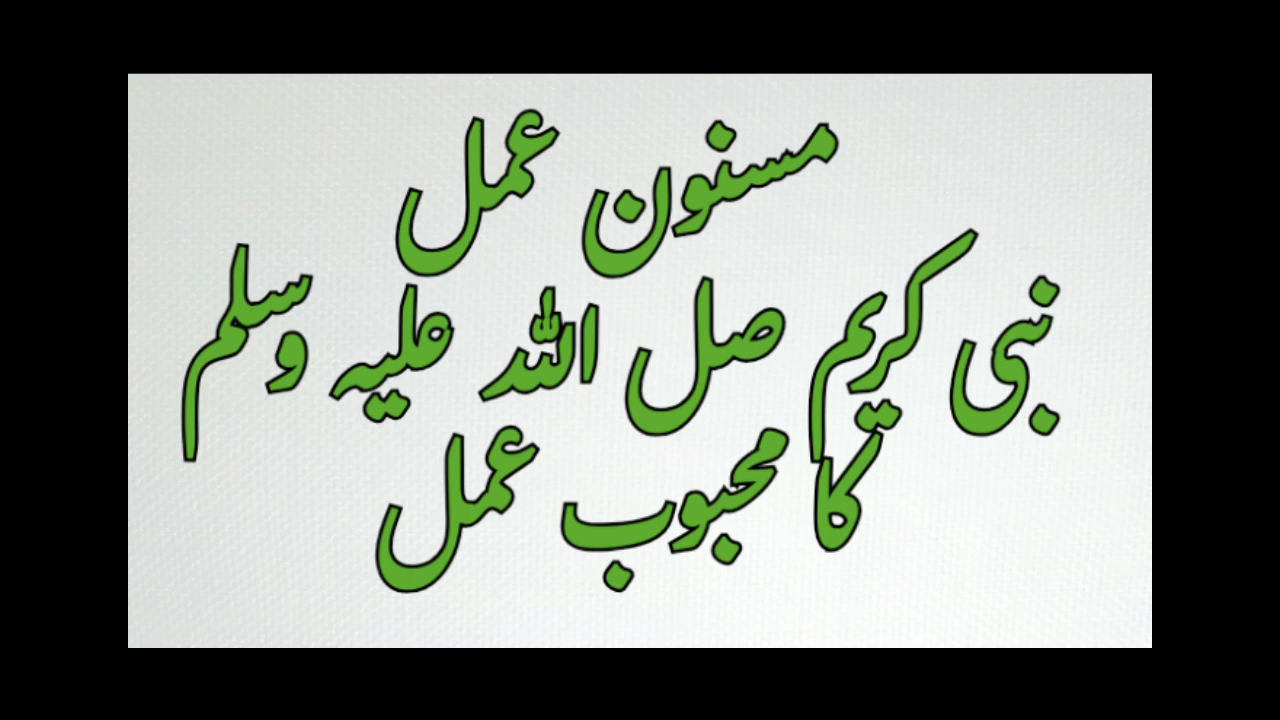 مسنون عمل
نبی کریم صل اللہ علیہ وسلم
کا محبوب عمل